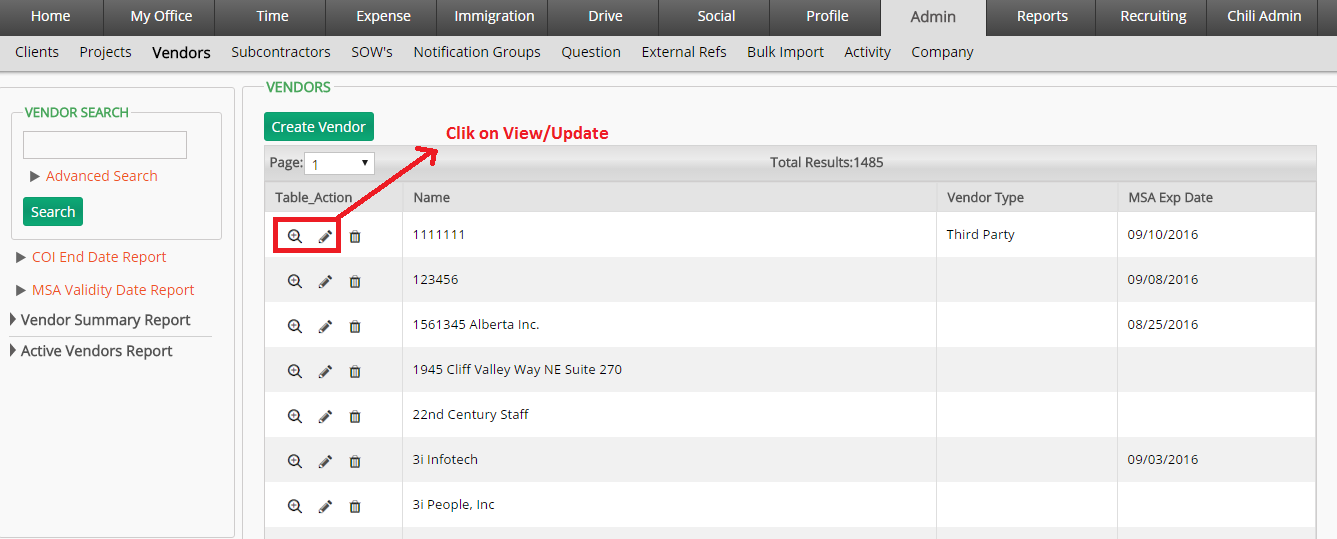 Home My Office Time Expense Immigration Drive Social Profile Admin Reports Recruiting Chili Admin
Clients Projects Vendors Subcontractors SOW's Notification Groups Question External Refs Bulk Import Activity Company
VENDOR SEARCH
Advanced Search
Search
COI End Date Report
MSA Validity Date Report
Vendor Summary Report
Active Vendors Report
VENDORS
Create Vendor
Clik on View/Update
Page: 1 Total Results:1485
Table_Action Name Vendor Type MSA Exp Date
1111111 Third Party 09/10/2016
123456 09/08/2016
1561345 Alberta Inc. 08/25/2016
1945 Cliff Valley Way NE Suite 270
22nd Century Staff
3i Infotech 09/03/2016
3i People, Inc